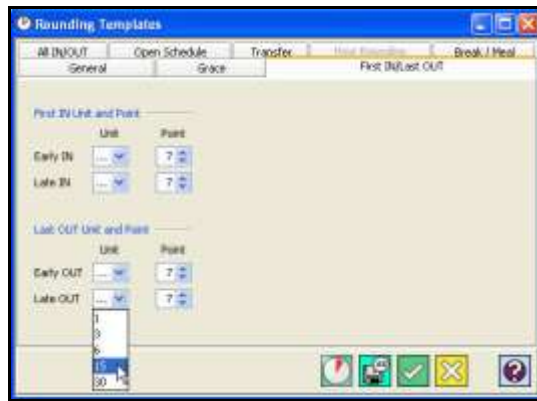 Rounding Templates
All IN/OUT Open Schedule Transfer Break / Meal
General Grace First IN/Last OUT
First IN Unit and Point
Unit Point
Early IN ... 7
Late IN ... 7
Last OUT Unit and Point
Unit Point
Early OUT ... 7
Late OUT ... 7
1
3
6
15
30
?